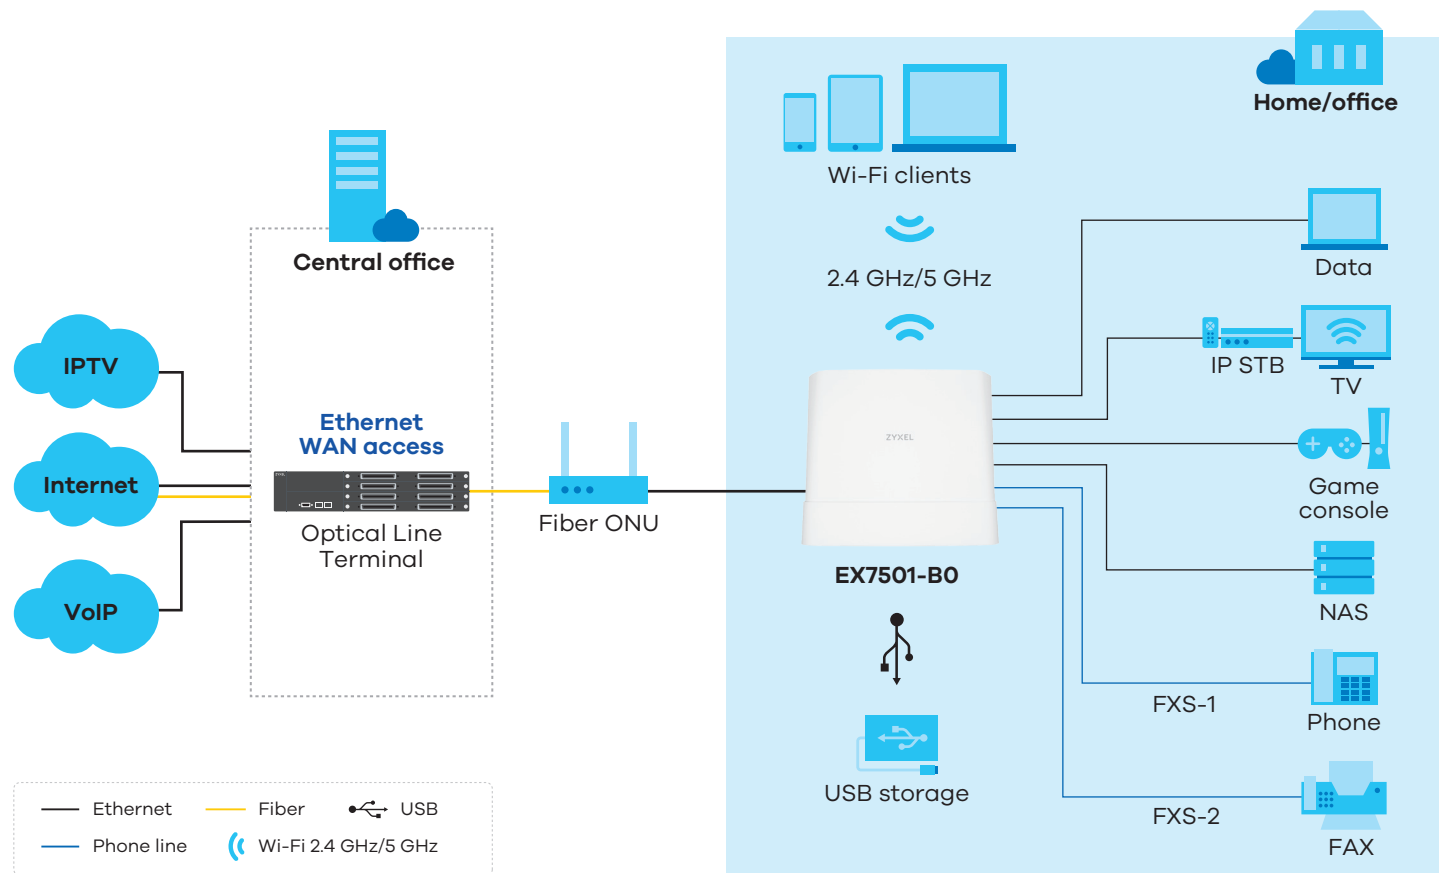 Home/office
Wi-Fi clients
2.4 GHz/5 GHz
Central office
IPTV
Internet
VoIP
Ethernet
WAN access
Optical Line
Terminal
Fiber ONU
ZYXEL
EX7501-B0
USB storage
Data
IP STB
TV
Game
console
NAS
FXS-1
Phone
FXS-2
FAX
Ethernet
Fiber
USB
Phone line
Wi-Fi 2.4 GHz/5 GHz